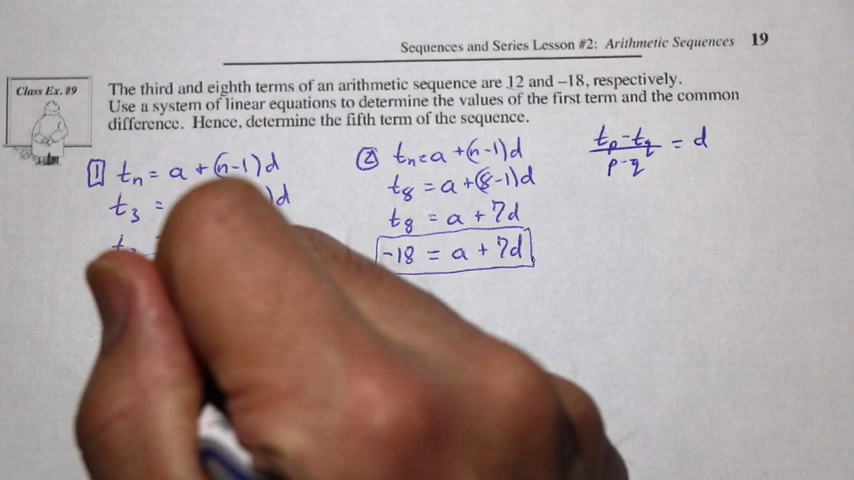 Sequences and Series Lesson #2: Arithmetic Sequences 19
Class Ex. #9
The third and eighth terms of an arithmetic sequence are 12 and –18, respectively.
Use a system of linear equations to determine the values of the first term and the common
difference. Hence, determine the fifth term of the sequence.
1 tn = a + (n-1)d
t3 = )d
2 tn = a + (n-1)d
t8 = a + (8-1)d
t8 = a + 7d
-18 = a + 7d
tp - tq / p-q = d